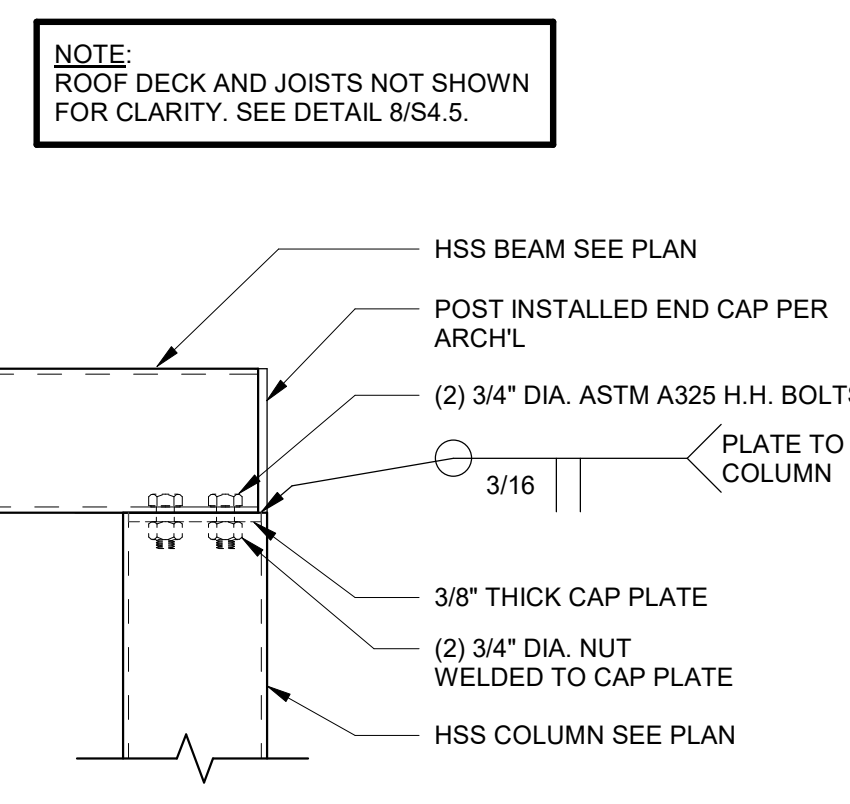 NOTE:
ROOF DECK AND JOISTS NOT SHOWN
FOR CLARITY. SEE DETAIL 8/S4.5.
HSS BEAM SEE PLAN
POST INSTALLED END CAP PER
ARCH'L
(2) 3/4" DIA. ASTM A325 H.H. BOLTS
PLATE TO
COLUMN
3/16
3/8" THICK CAP PLATE
(2) 3/4" DIA. NUT
WELDED TO CAP PLATE
HSS COLUMN SEE PLAN